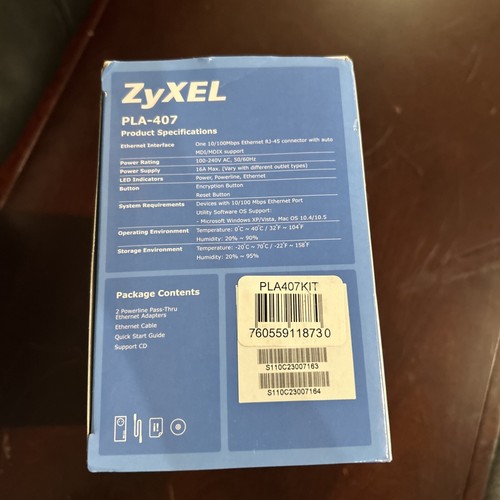 ZyXEL
PLA-407
Product Specifications
Ethernet Interface One 10/100Mbps Ethernet RJ-45 connector with auto
MDI/MDIX support
Power Rating 100-240V AC, 50/60Hz
Power Supply 16A Max. (Vary with different outlet types)
LED Indicators Power, Powerline, Ethernet
Button Encryption Button
Reset Button
System Requirements Devices with 10/100 Mbps Ethernet Port
Utility Software OS Support:
- Microsoft Windows XP/Vista, Mac OS 10.4/10.5
Operating Environment Temperature: 0°C ~ 40°C / 32°F ~ 104°F
Humidity: 20% ~ 90%
Storage Environment Temperature: -20°C ~ 70°C / -22°F ~ 158°F
Humidity: 20% ~ 95%
Package Contents
2 Powerline Pass-Thru
Ethernet Adapters
Ethernet Cable
Quick Start Guide
Support CD
PLA407KIT
760559118730
S110C23007163
S110C23007164